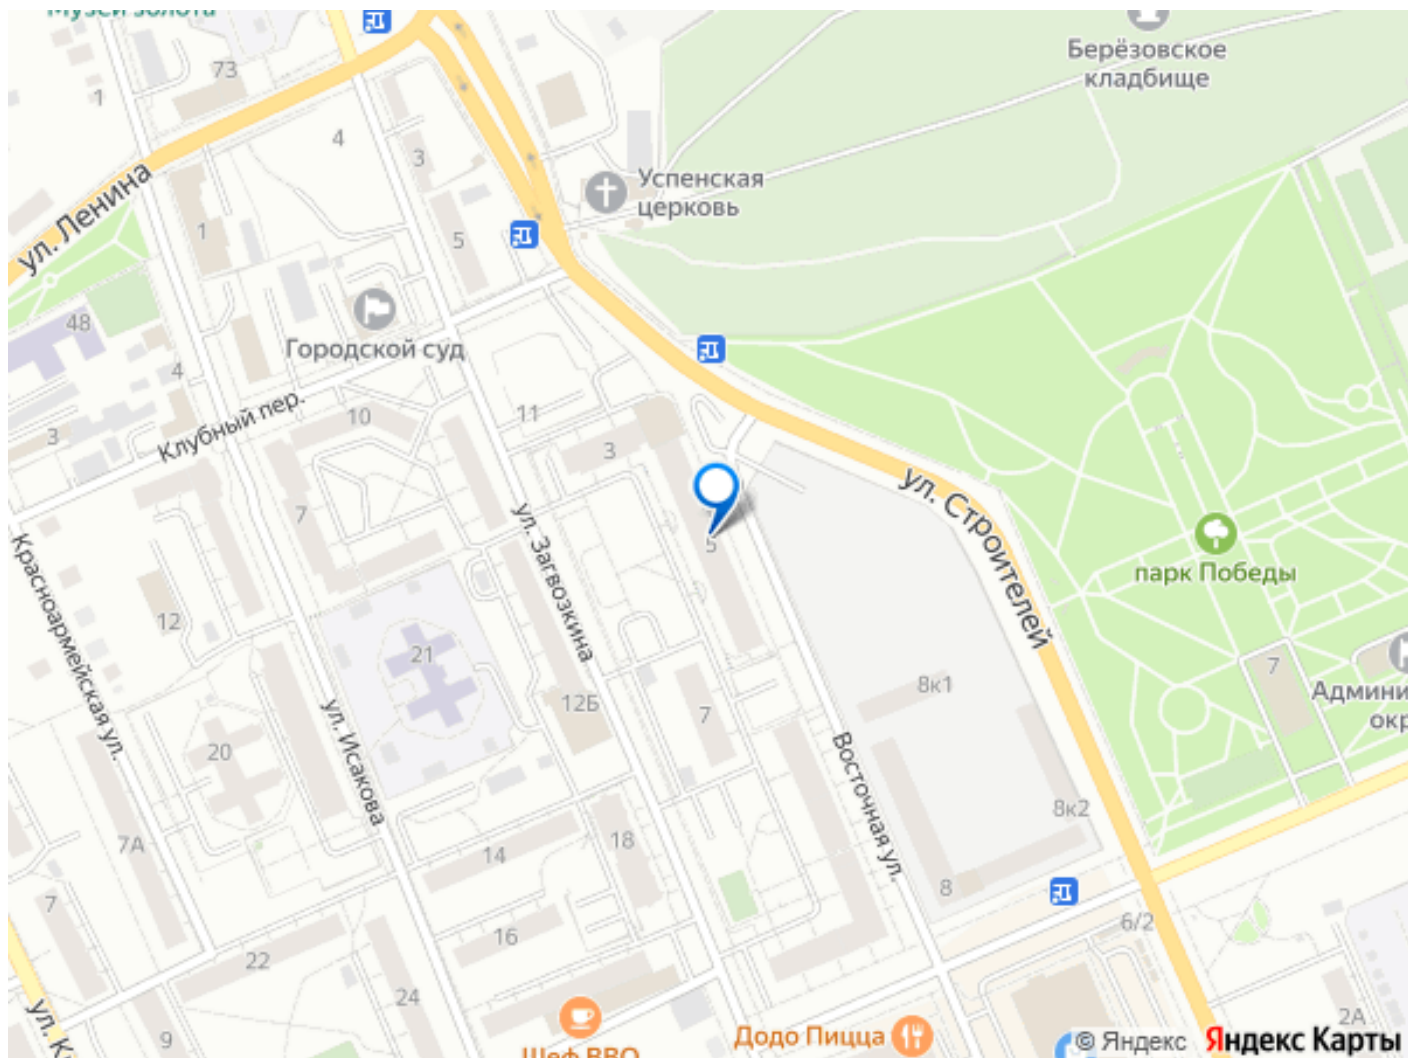 Музей золота
73
1
4
3
Берёзовское
кладбище
Успенская
церковь
ул. Ленина
1
5
48
Городской суд
4
Клубный пер.
10
11
3
3
7
5
ул. Строителей
ул. Загвозкина
Красноармейская ул.
12
21
парк Победы
7
8к1
12Б
7
20
ул. Исакова
Восточная ул.
8к2
7А
14
18
8
7
16
6/2
22
24
9
2А
Додо Пицца
© Яндекс
Яндекс Карты